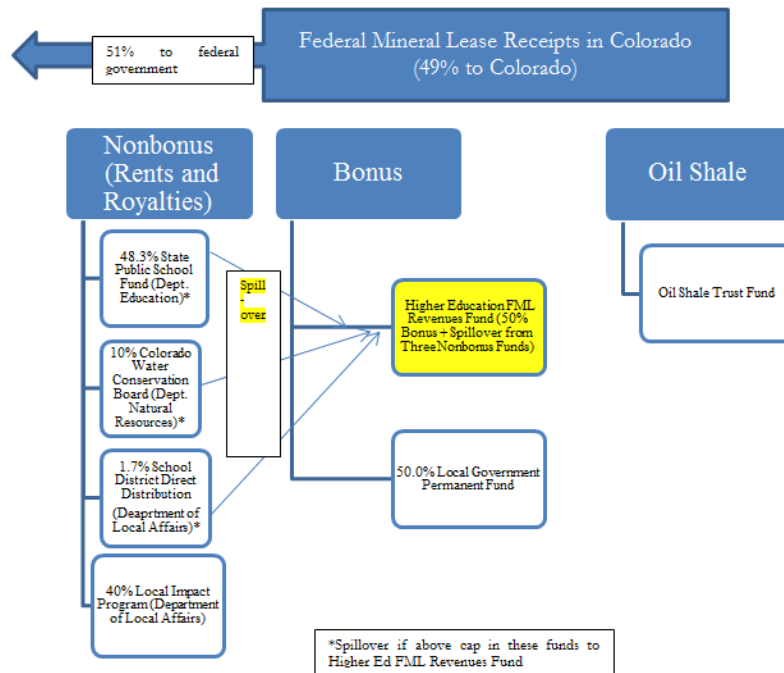 51% to federal
government
Federal Mineral Lease Receipts in Colorado
(49% to Colorado)
Nonbonus
(Rents and
Royalties)
Bonus
Oil Shale
48.3% State
Public School
Fund (Dept.
Education)*
10% Colorado
Water
Conservation
Board (Dept.
Natural
Resources)*
1.7% School
District Direct
Distribution
(Deaprtment of
Local Affairs)*
40% Local Impact
Program (Department
of Local Affairs)
Spill
-
over
Higher Education FML
Revenues Fund (50%
Bonus + Spillover from
Three Nonbonus Funds)
50.0% Local Government
Permanent Fund
Oil Shale Trust Fund
*Spillover if above cap in these funds to
Higher Ed FML Revenues Fund